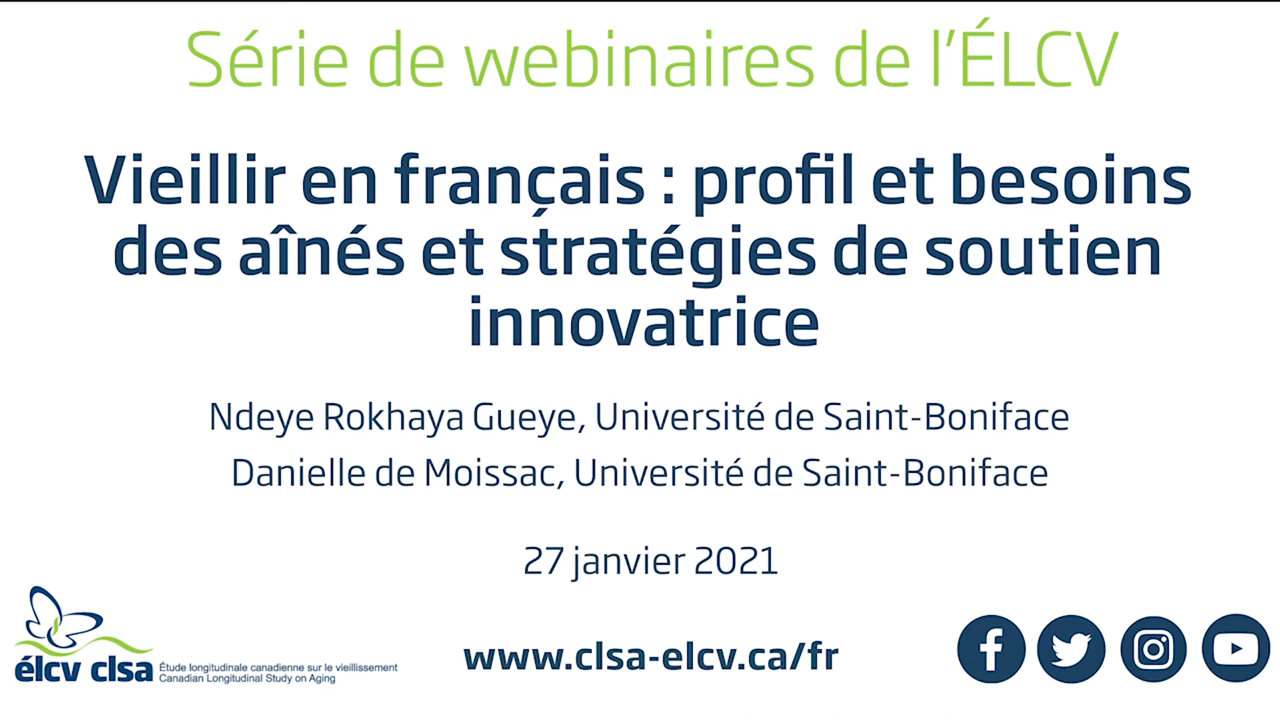 Série de webinaires de l'ÉLCV
Vieillir en français : profil et besoins
des aînés et stratégies de soutien
innovatrice
Ndeye Rokhaya Gueye, Université de Saint-Boniface
Danielle de Moissac, Université de Saint-Boniface
27 janvier 2021
élcv clsa
Étude longitudinale canadienne sur le vieillissement
Canadian Longitudinal Study on Aging
www.clsa-elcv.ca/fr